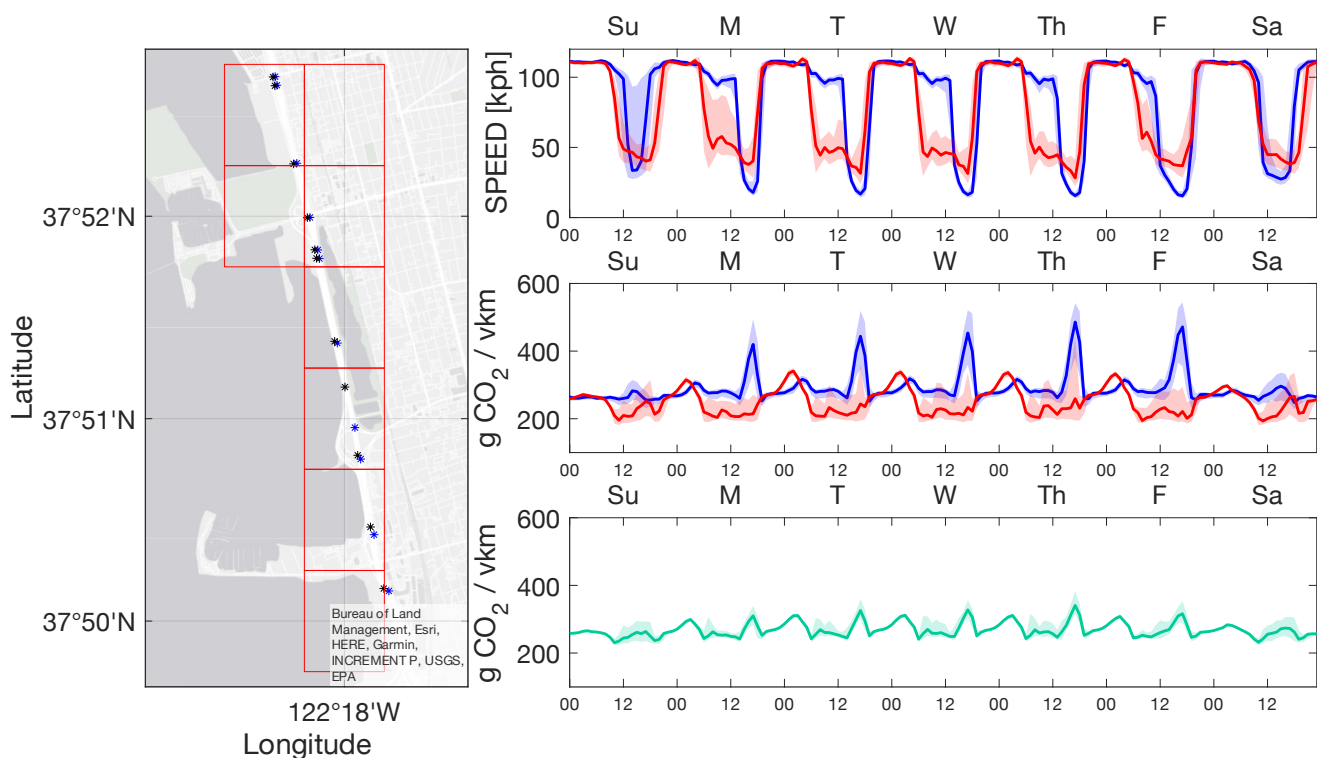 Latitude
37°52'N
37°51'N
37°50'N
Bureau of Land
Management, Esri,
HERE, Garmin,
INCREMENT P, USGS,
EPA
122°18'W
Longitude
Su M T W Th F Sa
SPEED [kph]
100
50
0
00 12 00 12 00 12 00 12 00 12 00 12 00 12
Su M T W Th F Sa
g CO2 / vkm
600
400
200
00 12 00 12 00 12 00 12 00 12 00 12 00 12
Su M T W Th F Sa
g CO2 / vkm
600
400
200
00 12 00 12 00 12 00 12 00 12 00 12 00 12